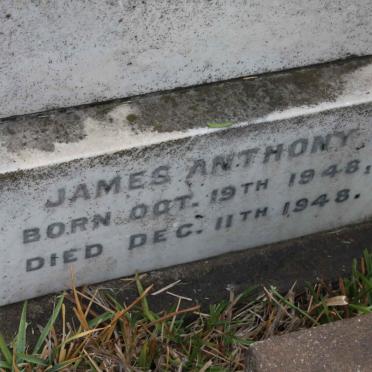 JAMES ANTHONY
BORN OCT. 19TH 1948,
DIED DEC. 11TH 1948.